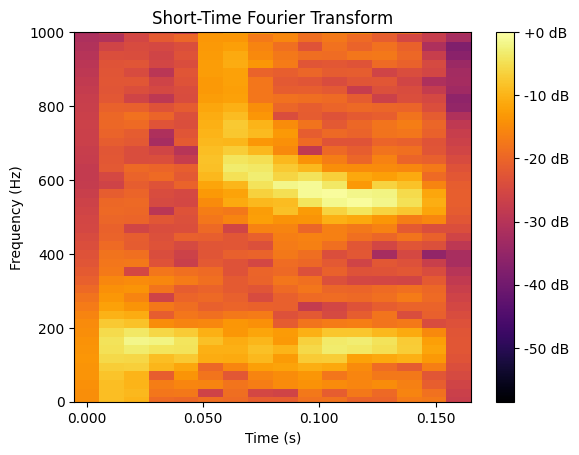 Short-Time Fourier Transform
1000
800
600
400
200
0
Frequency (Hz)
0.000
0.050
0.100
0.150
Time (s)
+0 dB
-10 dB
-20 dB
-30 dB
-40 dB
-50 dB